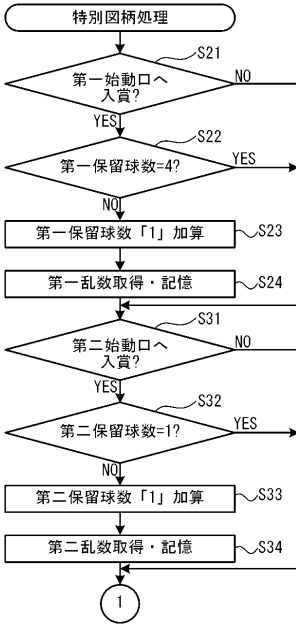 特別図柄処理
S21
第一始動口へ
入賞?
NO
YES
S22
第一保留球数=4?
YES
NO
第一保留球数「1」加算
S23
第一乱数取得・記憶
S24
S31
第二始動口へ
入賞?
NO
YES
S32
第二保留球数=1?
YES
NO
第二保留球数「1」加算
S33
第二乱数取得・記憶
S34
1